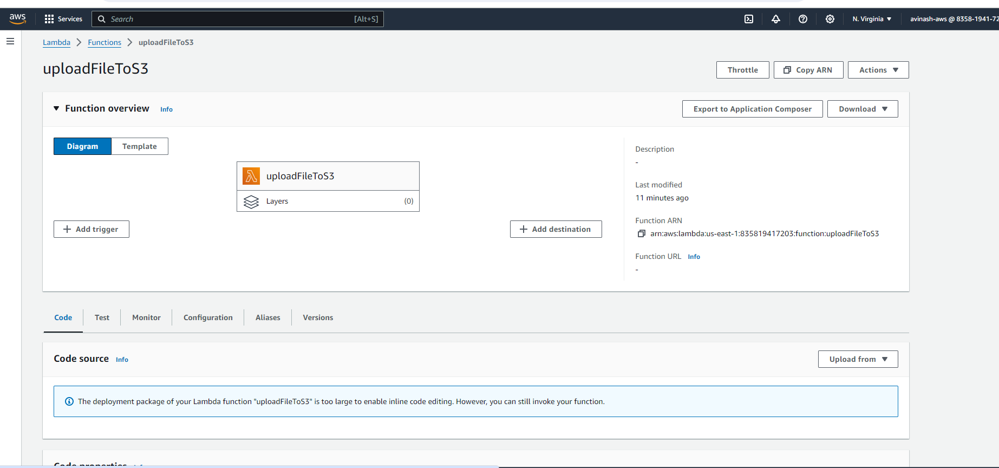 aws
Services
Search [Alt+S]
N. Virginia
avinash-aws @ 8358-1941-72
Lambda > Functions > uploadFileToS3
uploadFileToS3
Throttle
Copy ARN
Actions
Function overview Info
Export to Application Composer
Download
Diagram
Template
uploadFileToS3
Layers (0)
+ Add trigger
+ Add destination
Description
-
Last modified
11 minutes ago
Function ARN
arn:aws:lambda:us-east-1:835819417203:function:uploadFileToS3
Function URL Info
-
Code
Test
Monitor
Configuration
Aliases
Versions
Code source Info
Upload from
The deployment package of your Lambda function "uploadFileToS3" is too large to enable inline code editing. However, you can still invoke your function.
Code properties Info